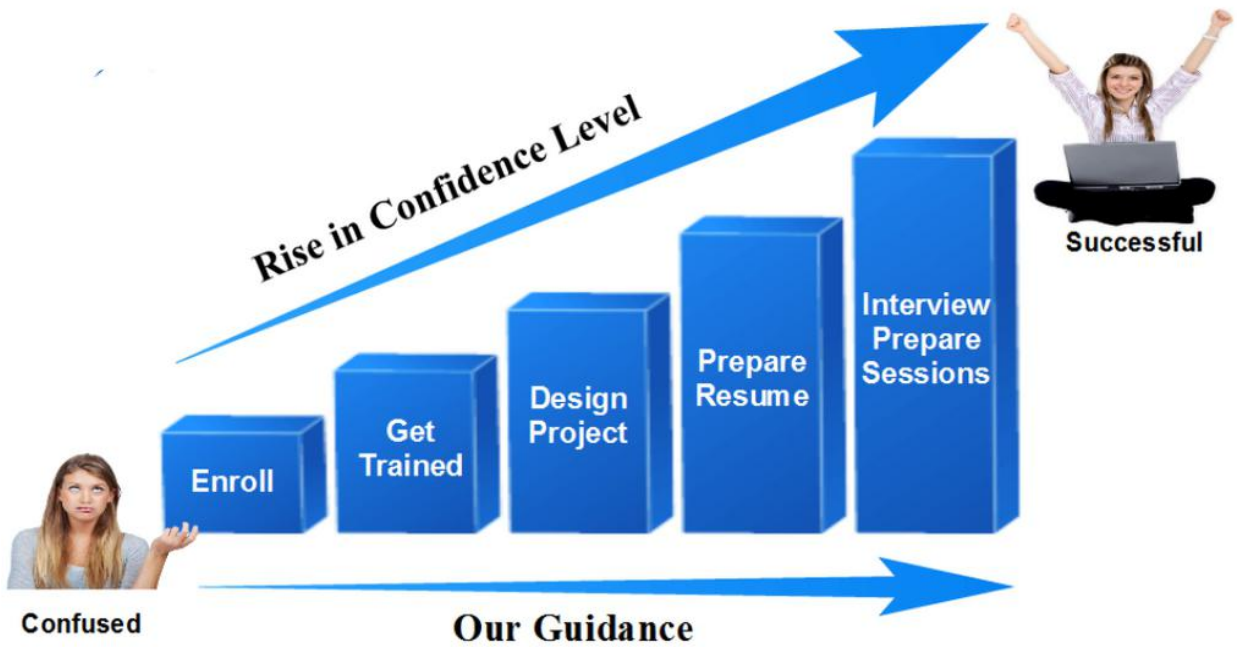 Rise in Confidence Level
Successful
Enroll
Get
Trained
Design
Project
Prepare
Resume
Interview
Prepare
Sessions
Confused
Our Guidance